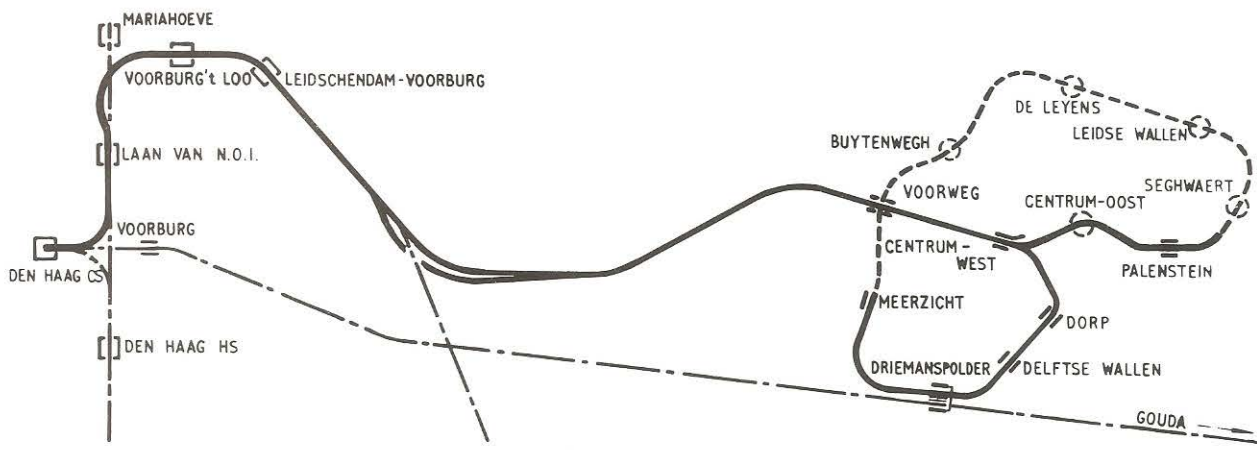 MARIAHOEVE
VOORBURG't LOO
LEIDSCHENDAM-VOORBURG
LAAN VAN N.O.I.
VOORBURG
DEN HAAG CS
DEN HAAG HS
DE LEYENS
LEIDSE WALLEN
BUYTENWEGH
SEGHWAERT
VOORWEG
CENTRUM-OOST
CENTRUM-
WEST
PALENSTEIN
MEERZICHT
DORP
DRIEMANSPOLDER
DELFTSE WALLEN
GOUDA